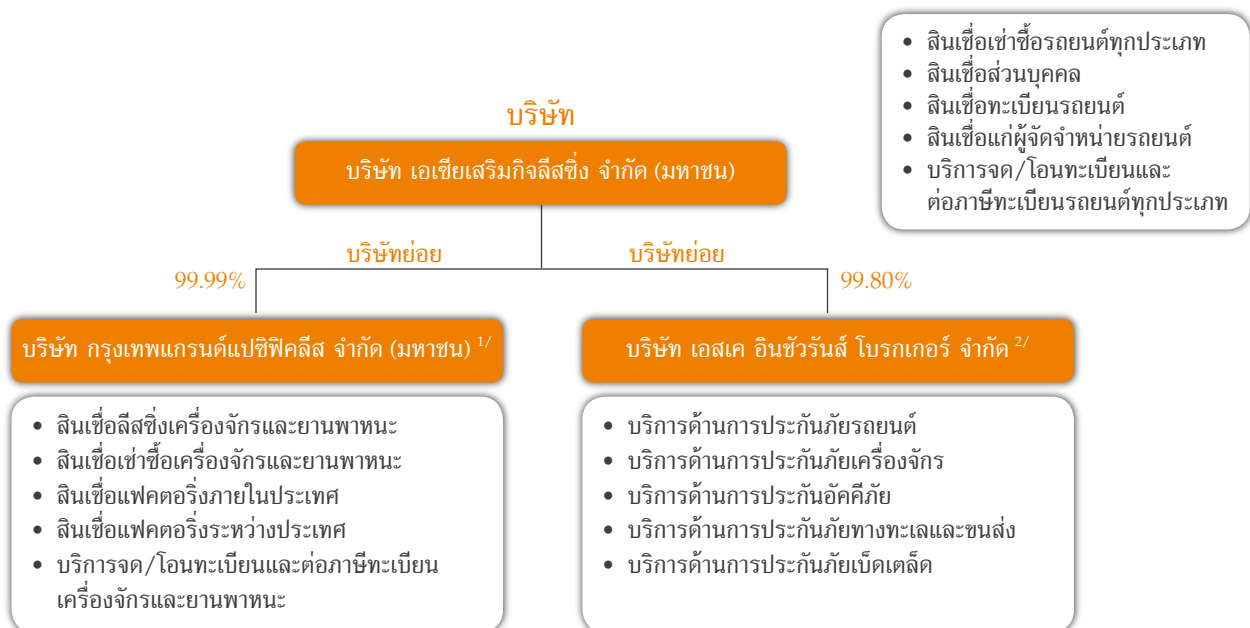 • สินเชื่อเช่าซื้อรถยนต์ทุกประเภท
• สินเชื่อส่วนบุคคล
• สินเชื่อทะเบียนรถยนต์
• สินเชื่อแก่ผู้จัดจำหน่ายรถยนต์
• บริการจด/โอนทะเบียนและ
ต่อภาษีทะเบียนรถยนต์ทุกประเภท
บริษัท
บริษัท เอเซียเสริมกิจลีสซิ่ง จำกัด (มหาชน)
บริษัทย่อย
บริษัทย่อย
99.99%
99.80%
บริษัท กรุงเทพแกรนด์แปซิฟิคลีส จำกัด (มหาชน) 1/
• สินเชื่อลีสซิ่งเครื่องจักรและยานพาหนะ
• สินเชื่อเช่าซื้อเครื่องจักรและยานพาหนะ
• สินเชื่อแฟคตอริ่งภายในประเทศ
• สินเชื่อแฟคตอริ่งระหว่างประเทศ
• บริการจด/โอนทะเบียนและต่อภาษีทะเบียน
เครื่องจักรและยานพาหนะ
บริษัท เอสเค อินชัวรันส์ โบรกเกอร์ จำกัด 2/
• บริการด้านการประกันภัยรถยนต์
• บริการด้านการประกันภัยเครื่องจักร
• บริการด้านการประกันอัคคีภัย
• บริการด้านการประกันภัยทางทะเลและขนส่ง
• บริการด้านการประกันภัยเบ็ดเตล็ด